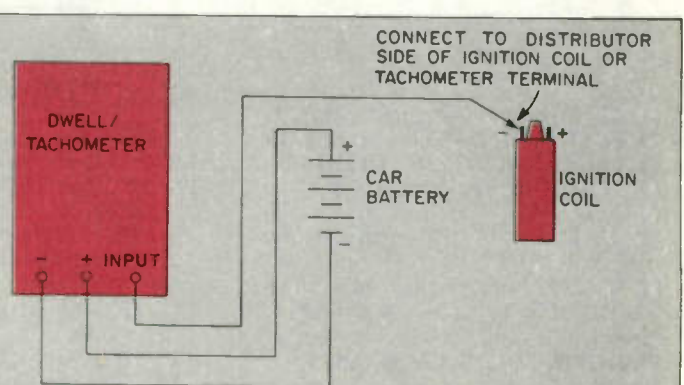 CONNECT TO DISTRIBUTOR
SIDE OF IGNITION COIL OR
TACHOMETER TERMINAL
DWELL/
TACHOMETER
- + INPUT
+
CAR
BATTERY
-
- +
IGNITION
COIL